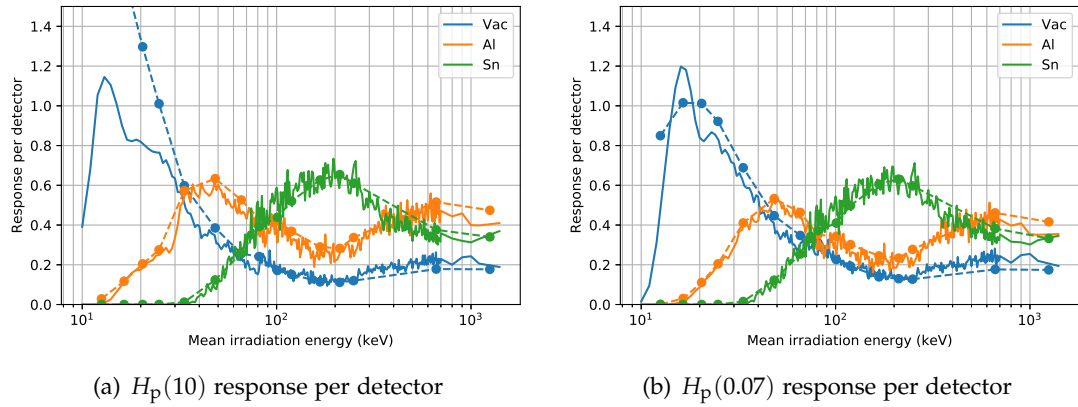 1.4
1.2
1.0
0.8
0.6
0.4
0.2
0.0
Response per detector
Vac
Al
Sn
10¹ 10² 10³
Mean irradiation energy (keV)
(a) Hₚ(10) response per detector
1.4
1.2
1.0
0.8
0.6
0.4
0.2
0.0
Response per detector
Vac
Al
Sn
10¹ 10² 10³
Mean irradiation energy (keV)
(b) Hₚ(0.07) response per detector